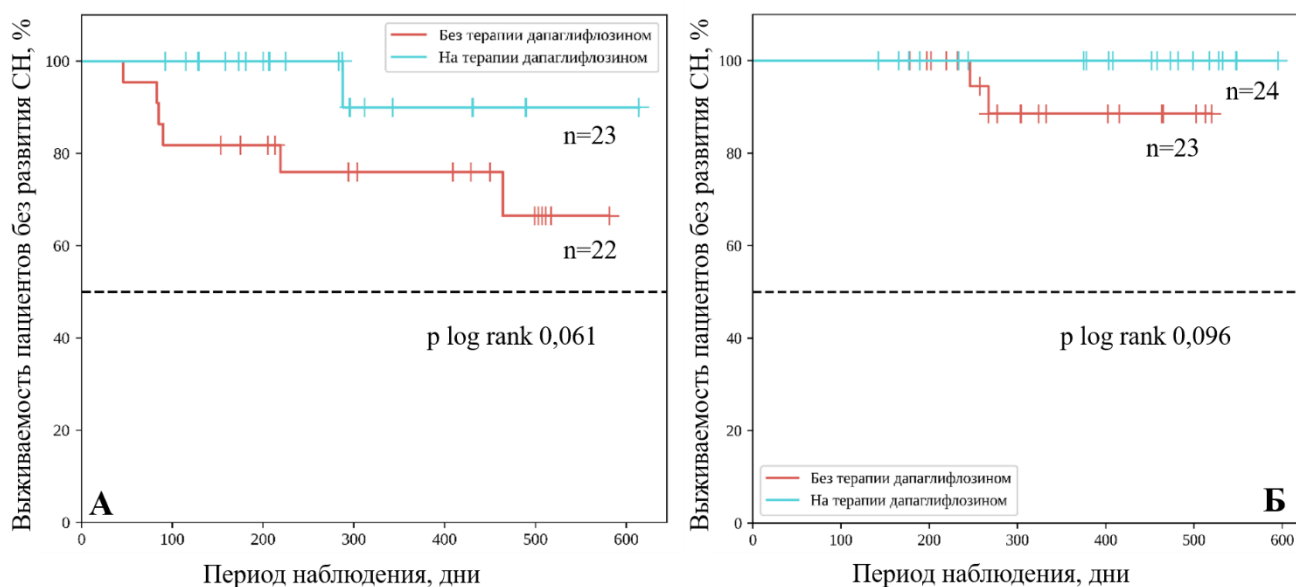 Выживаемость пациентов без развития СН, %
100
80
60
40
20
0
Без терапии дапаглифлозином
На терапии дапаглифлозином
n=23
n=22
p log rank 0,061
А
0 100 200 300 400 500 600
Период наблюдения, дни
Выживаемость пациентов без развития СН, %
100
80
60
40
20
0
n=24
n=23
p log rank 0,096
Без терапии дапаглифлозином
На терапии дапаглифлозином
Б
0 100 200 300 400 500 600
Период наблюдения, дни